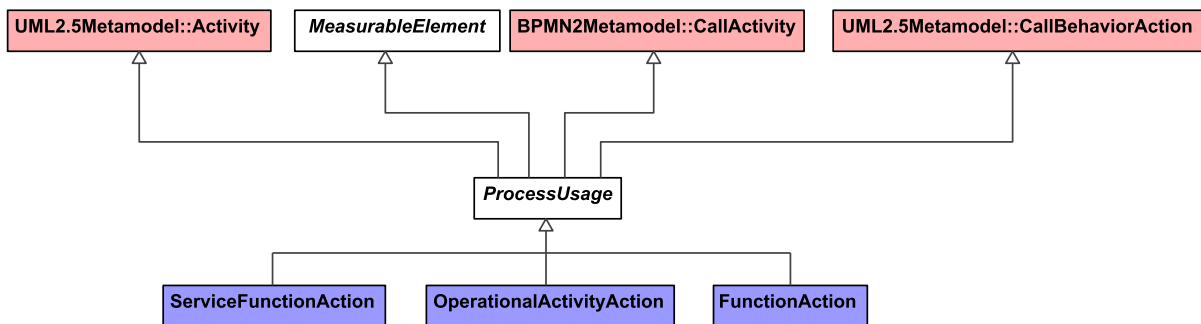 UML2.5Metamodel::Activity
MeasurableElement
BPMN2Metamodel::CallActivity
UML2.5Metamodel::CallBehaviorAction
ProcessUsage
ServiceFunctionAction
OperationalActivityAction
FunctionAction